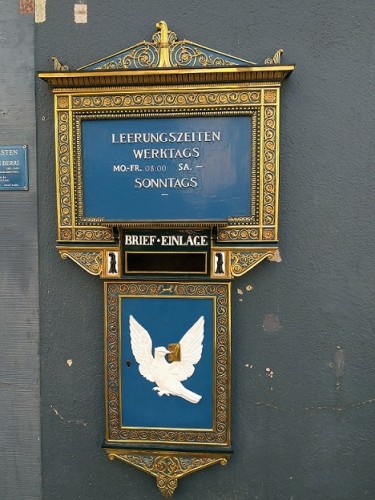 LEERUNGSZEITEN
WERKTAGS
MO.-FR. 08:00 SA. –
SONNTAGS
–
BRIEF·EINLAGE